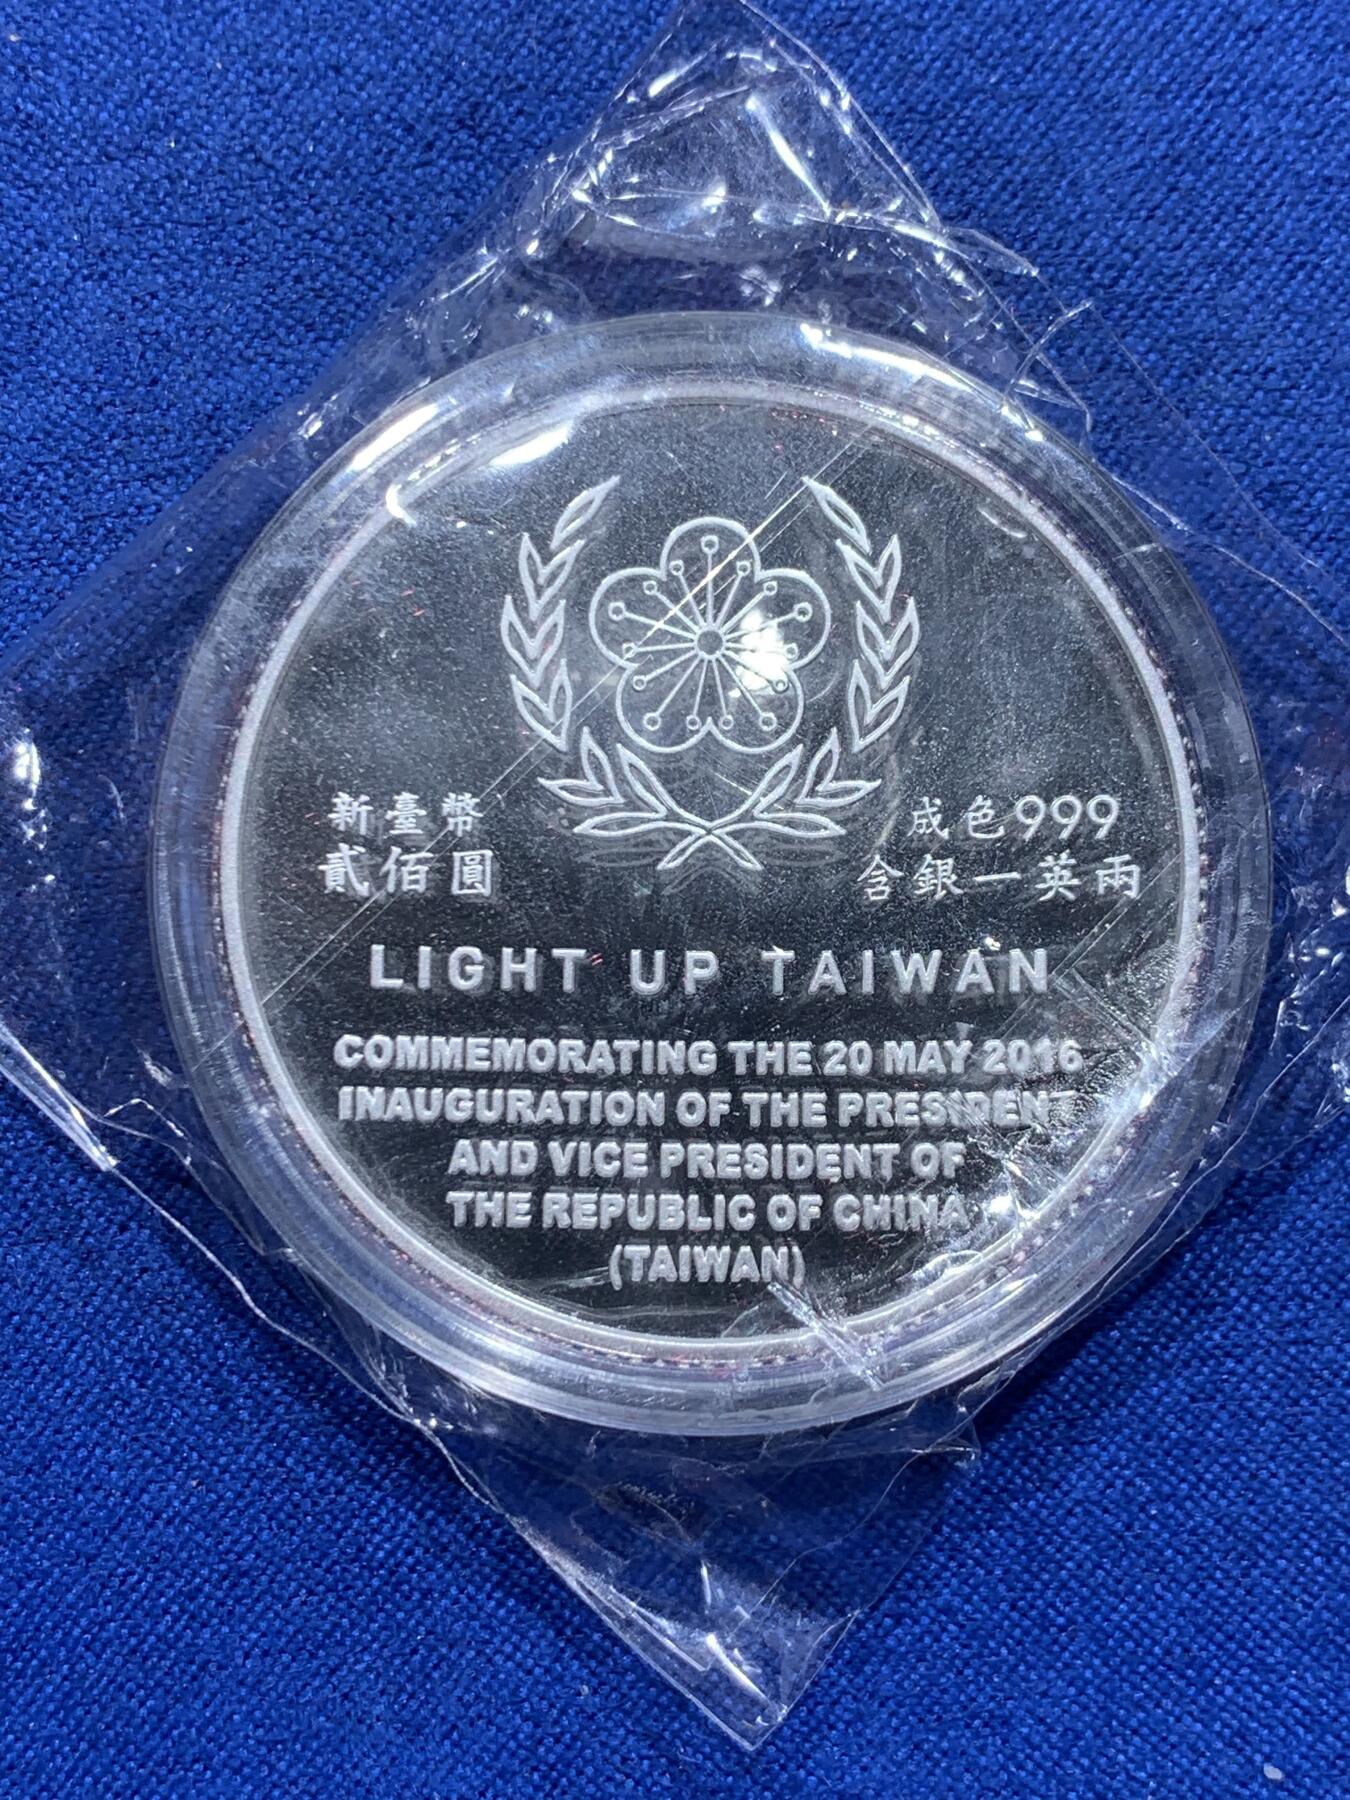 新臺幣
貳佰圓
成色999
含銀一英兩
LIGHT UP TAIWAN
COMMEMORATING THE 20 MAY 2016
INAUGURATION OF THE PRESIDENT
AND VICE PRESIDENT OF
THE REPUBLIC OF CHINA
(TAIWAN)